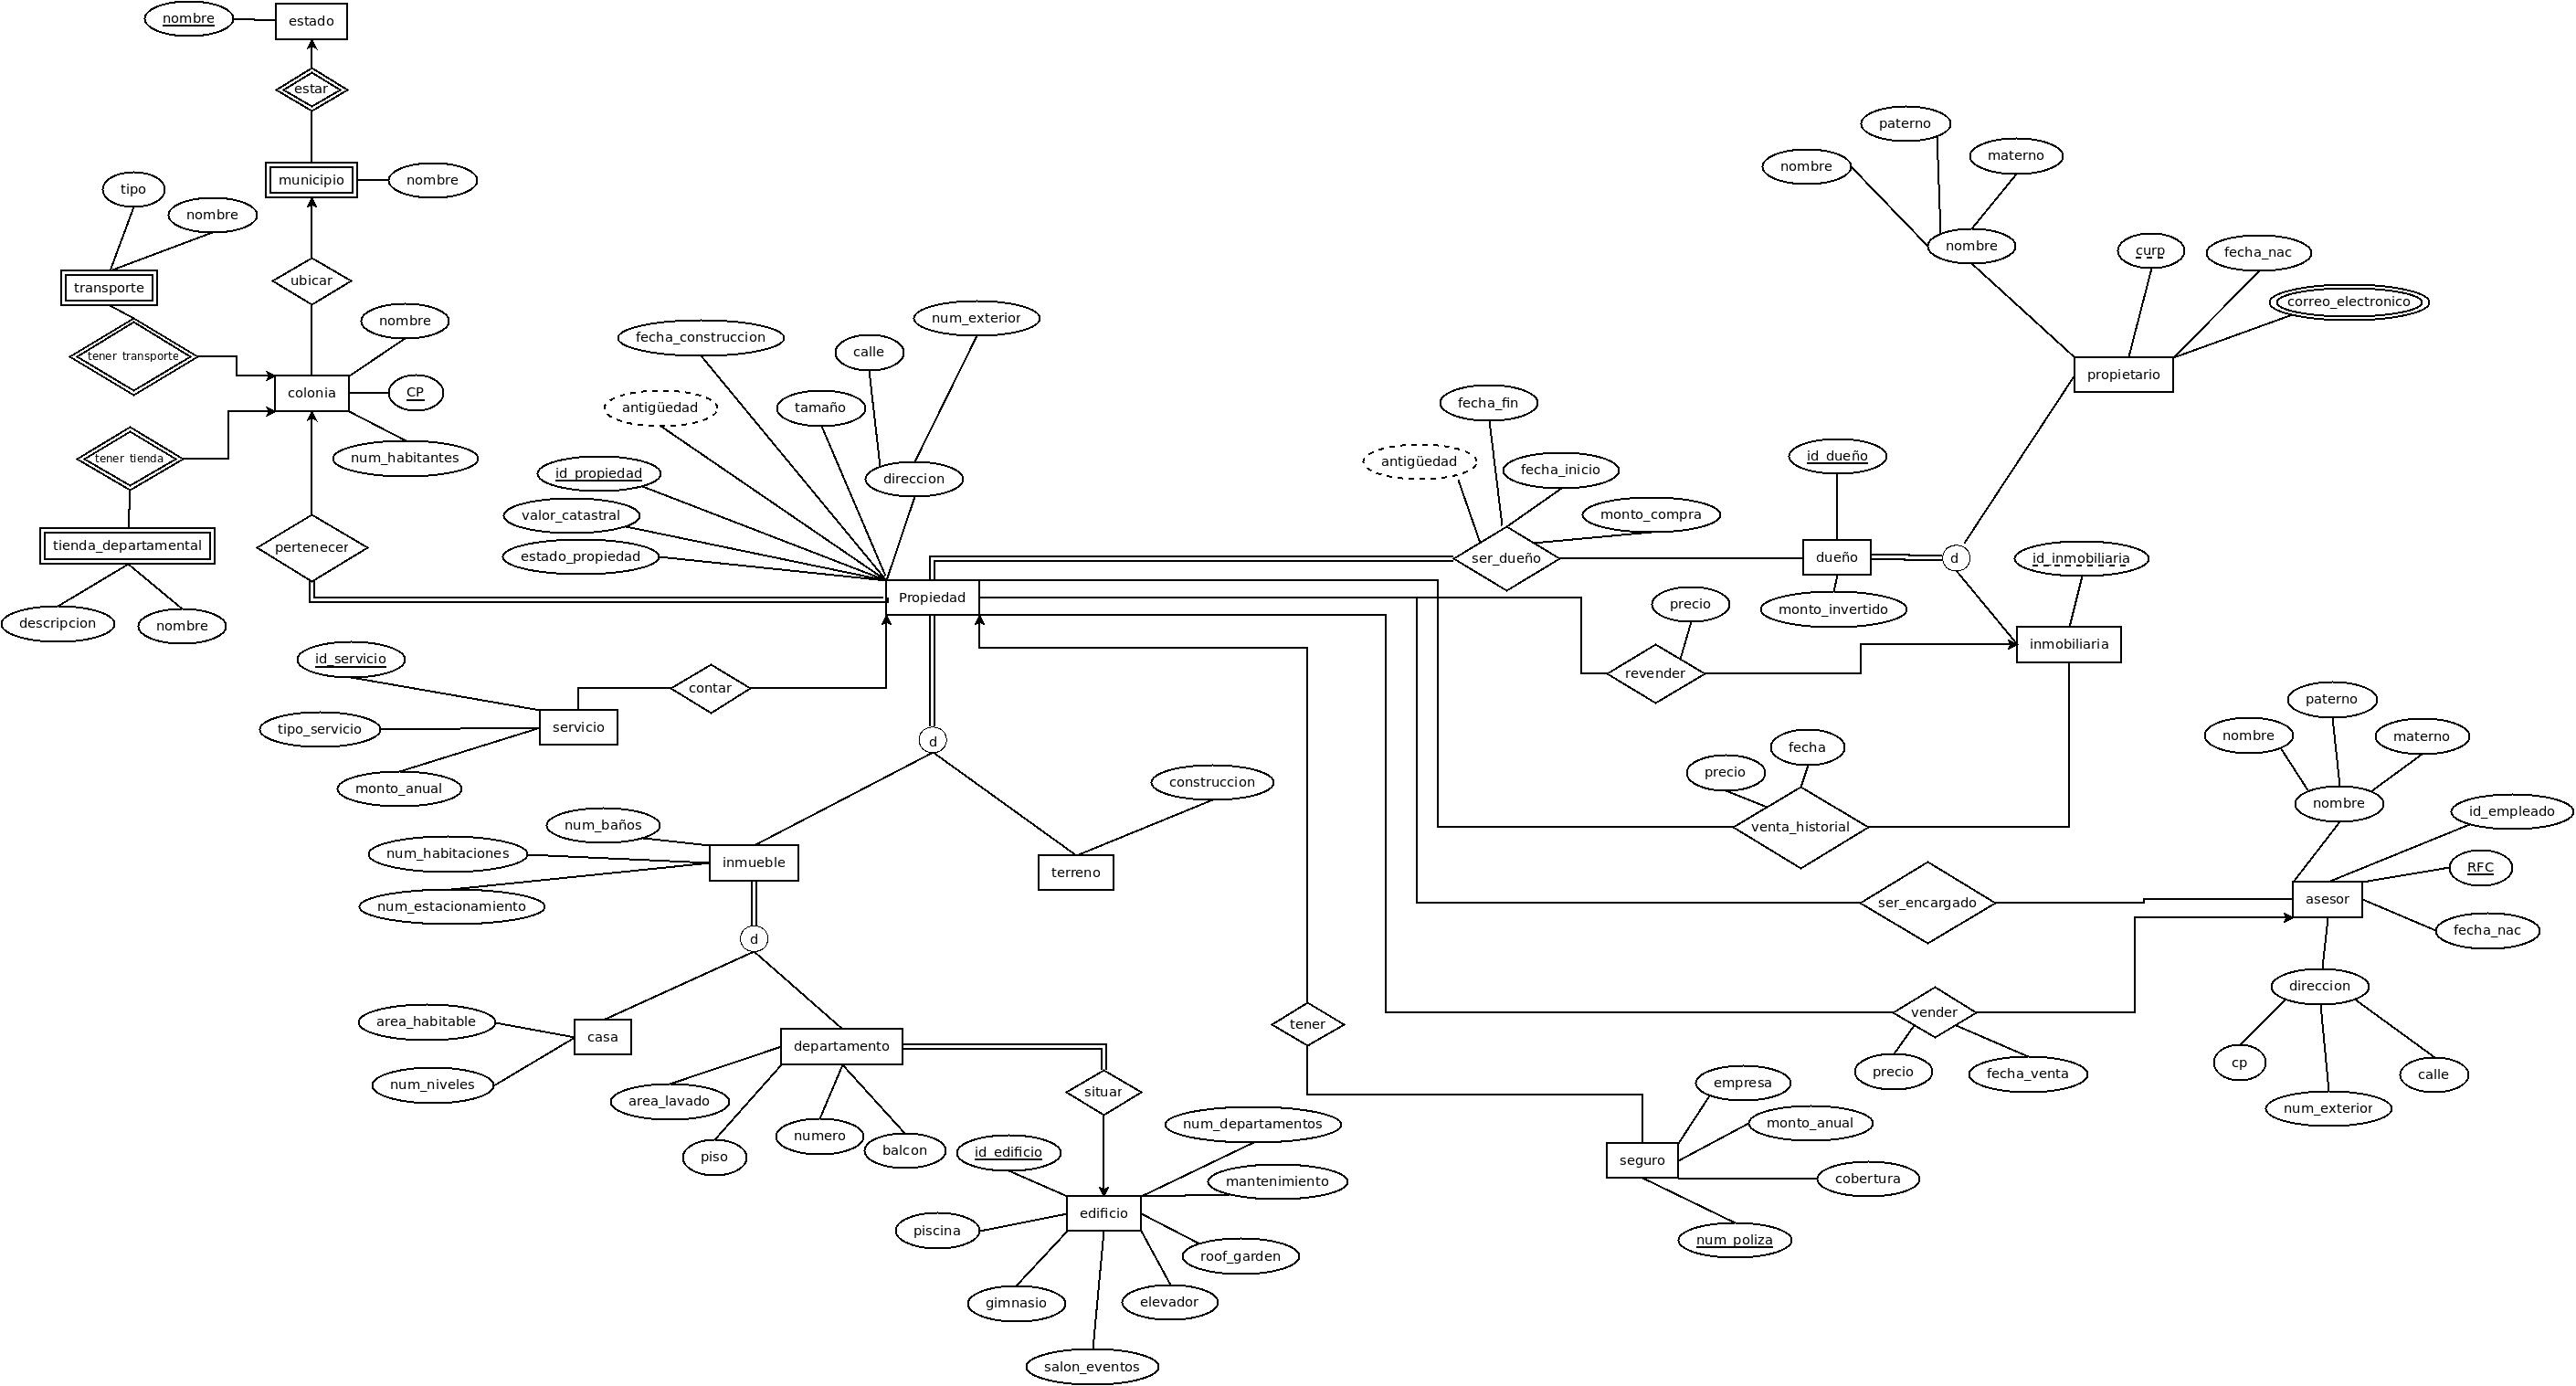 nombre
estado
estar
municipio
nombre
tipo
nombre
transporte
ubicar
tener transporte
nombre
colonia
CP
num_habitantes
tener tienda
tienda_departamental
descripcion
nombre
pertenecer
fecha_construccion
calle
num_exterior
antigüedad
tamaño
id_propiedad
direccion
valor_catastral
estado_propiedad
Propiedad
id_servicio
contar
tipo_servicio
servicio
monto_anual
d
construccion
num_baños
num_habitaciones
inmueble
terreno
num_estacionamiento
d
area_habitable
casa
num_niveles
departamento
area_lavado
piso
numero
balcon
situar
id_edificio
num_departamentos
mantenimiento
edificio
piscina
roof_garden
gimnasio
elevador
salon_eventos
paterno
nombre
materno
nombre
curp
fecha_nac
correo_electronico
propietario
fecha_fin
antigüedad
fecha_inicio
monto_compra
ser_dueño
id_dueño
dueño
d
id_inmobiliaria
monto_invertido
precio
inmobiliaria
revender
fecha
precio
venta_historial
paterno
nombre
materno
nombre
id_empleado
RFC
ser_encargado
asesor
fecha_nac
direccion
vender
precio
fecha_venta
cp
num_exterior
calle
tener
empresa
monto_anual
seguro
cobertura
num_poliza